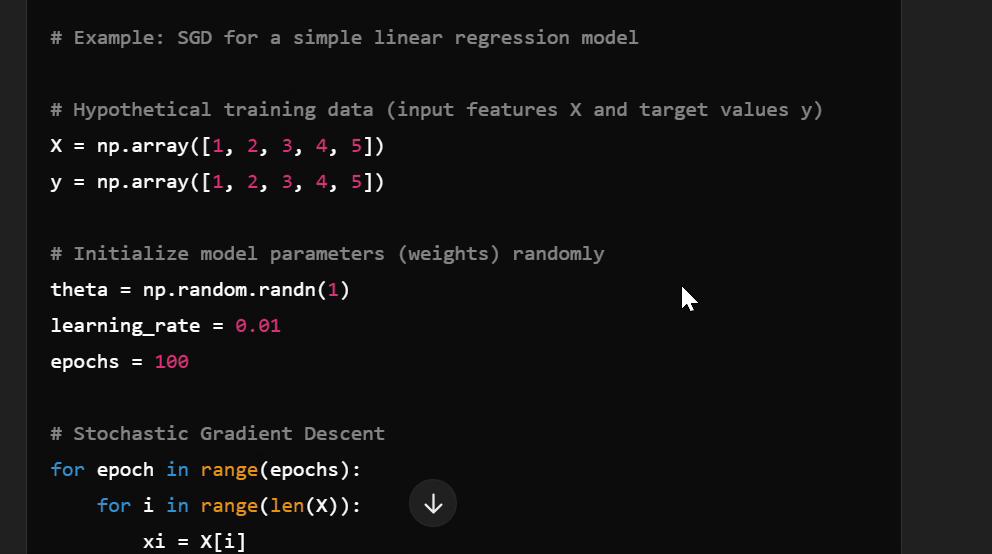 # Example: SGD for a simple linear regression model
# Hypothetical training data (input features X and target values y)
X = np.array([1, 2, 3, 4, 5])
y = np.array([1, 2, 3, 4, 5])
# Initialize model parameters (weights) randomly
theta = np.random.randn(1)
learning_rate = 0.01
epochs = 100
# Stochastic Gradient Descent
for epoch in range(epochs):
    for i in range(len(X)):
        xi = X[i]